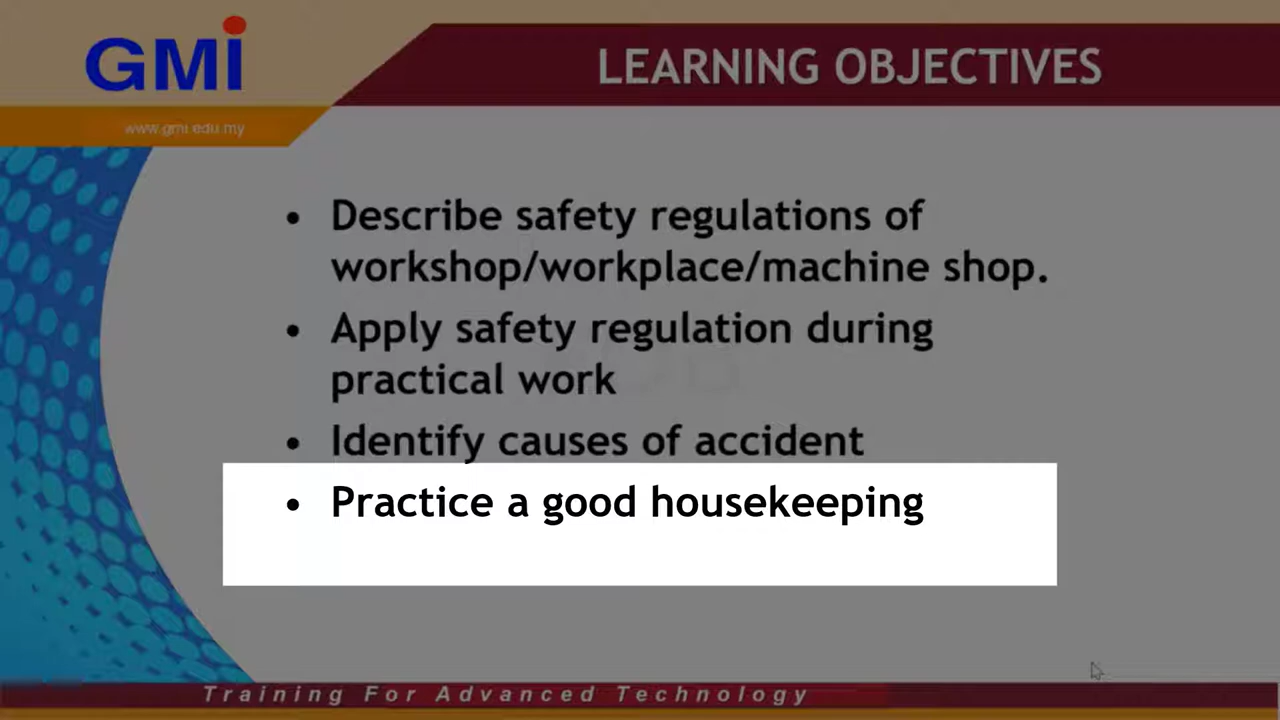 GMi
LEARNING OBJECTIVES
www.gmi.edu.my
• Describe safety regulations of
workshop/workplace/machine shop.
• Apply safety regulation during
practical work
• Identify causes of accident
• Practice a good housekeeping
Training For Advanced Technology